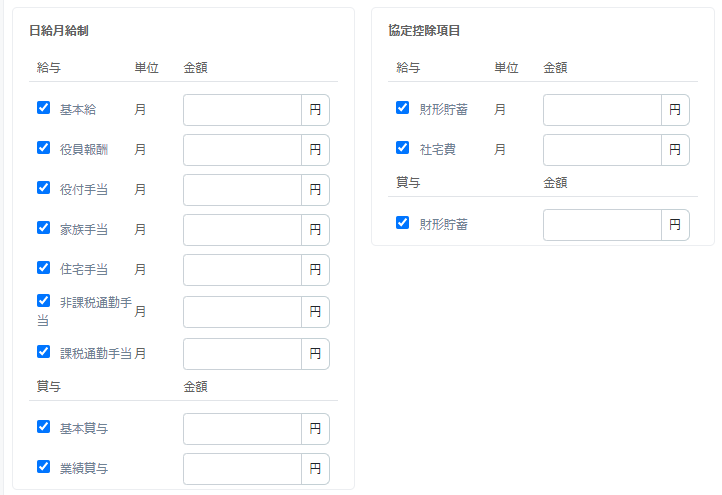 日給月給制
給与 単位 金額
基本給 月 円
役員報酬 月 円
役付手当 月 円
家族手当 月 円
住宅手当 月 円
非課税通勤手
当 月 円
課税通勤手当 月 円
賞与 金額
基本賞与 円
業績賞与 円
協定控除項目
給与 単位 金額
財形貯蓄 月 円
社宅費 月 円
賞与 金額
財形貯蓄 円